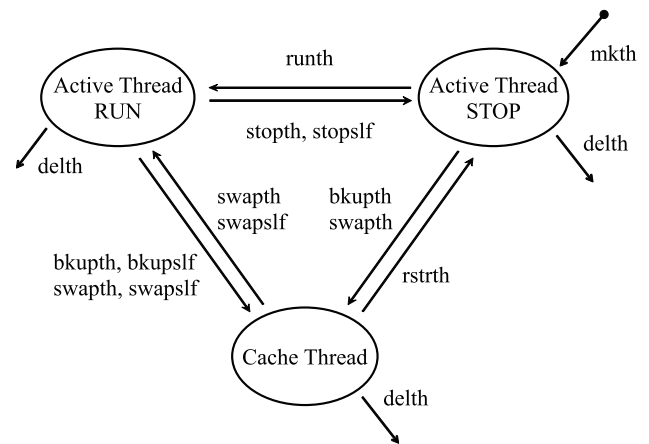 runth
mkth
Active Thread
RUN
Active Thread
STOP
stopth, stopslf
delth
delth
swapth
swapslf
bkupth
swapth
bkupth, bkupslf
swapth, swapslf
rstrth
Cache Thread
delth